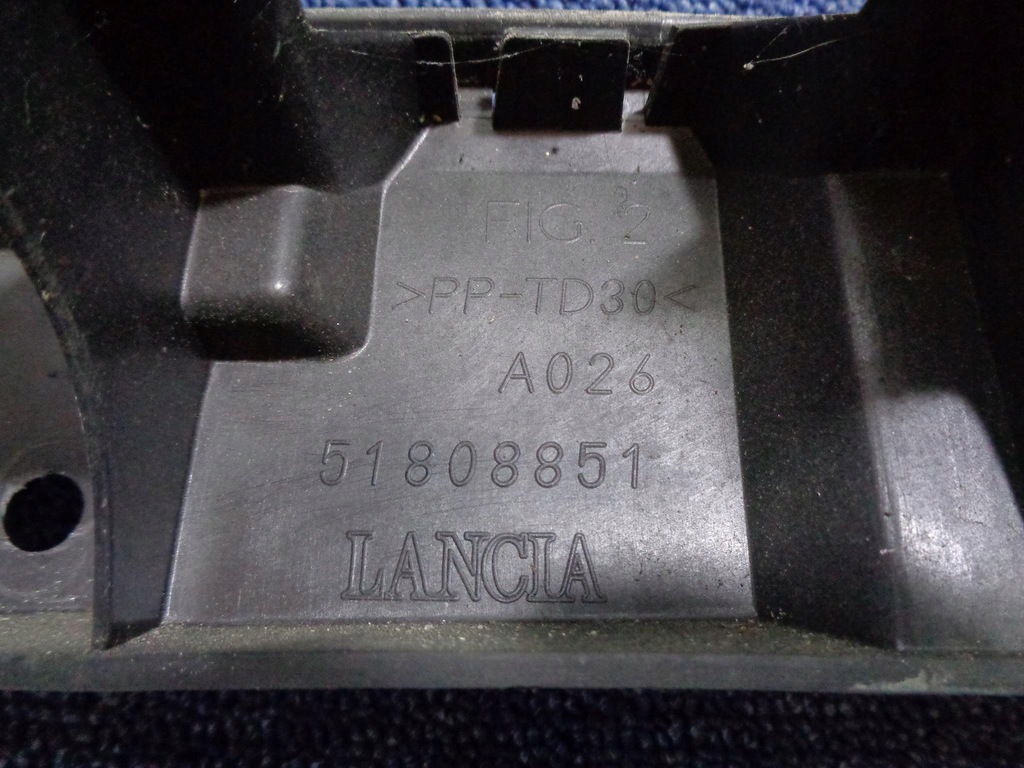 FIG. 2
>PP-TD30<
A026
51808851
LANCIA